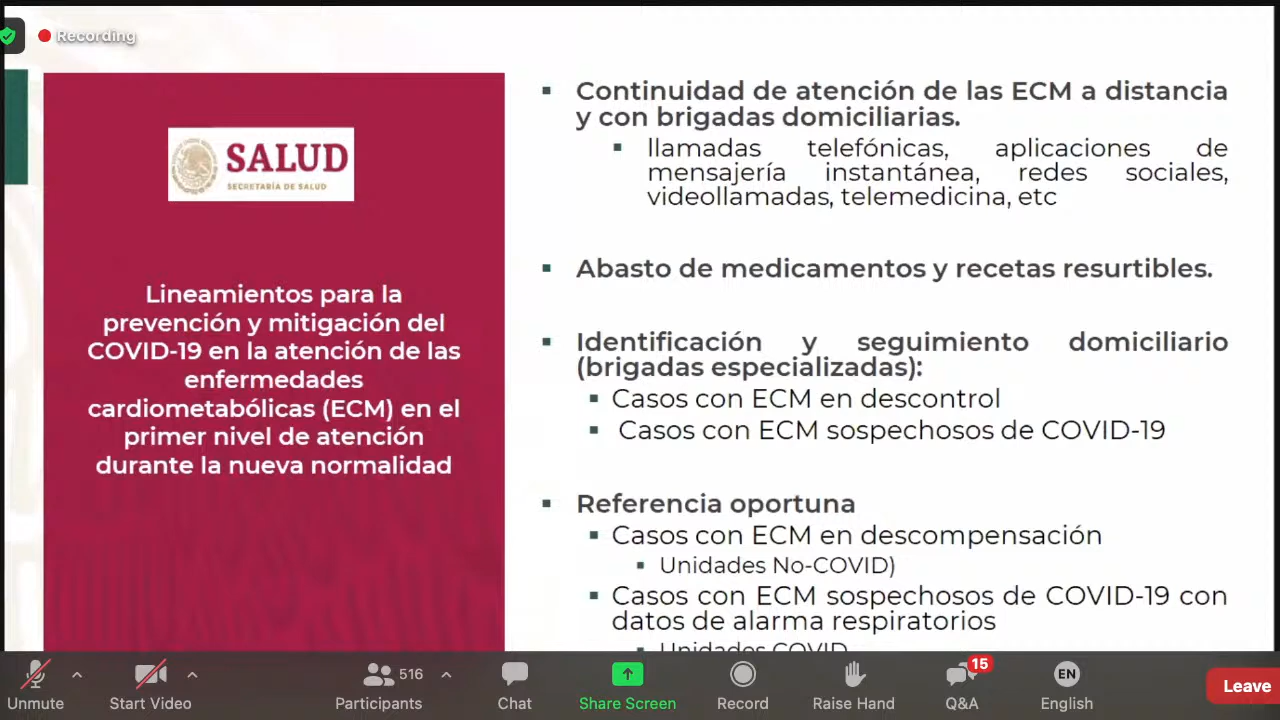 Recording
SALUD
SECRETARÍA DE SALUD
Lineamientos para la
prevención y mitigación del
COVID-19 en la atención de las
enfermedades
cardiometabólicas (ECM) en el
primer nivel de atención
durante la nueva normalidad
▪ Continuidad de atención de las ECM a distancia
y con brigadas domiciliarias.
▪ llamadas telefónicas, aplicaciones de
mensajería instantánea, redes sociales,
videollamadas, telemedicina, etc
▪ Abasto de medicamentos y recetas resurtibles.
▪ Identificación y seguimiento domiciliario
(brigadas especializadas):
▪ Casos con ECM en descontrol
▪ Casos con ECM sospechosos de COVID-19
▪ Referencia oportuna
▪ Casos con ECM en descompensación
▪ Unidades No-COVID)
▪ Casos con ECM sospechosos de COVID-19 con
datos de alarma respiratorios
▪ Unidades COVID
Unmute
Start Video
516
Participants
Chat
Share Screen
Record
Raise Hand
15
Q&A
EN
English
Leave